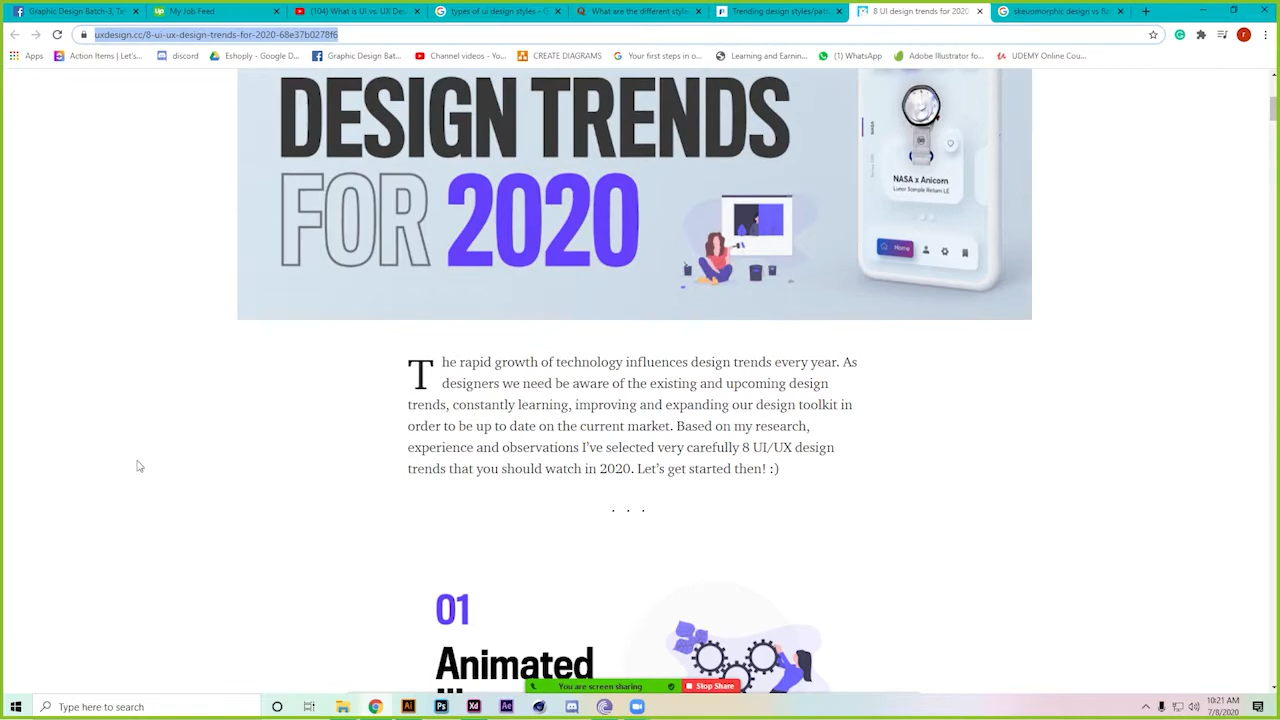 Graphic Design Batch-3, Te
My Job Feed
(104) What is UI vs. UX De
types of ui design styles - G
What are the different style
Trending design styles/patt
8 UI design trends for 2020
skeuomorphic design vs fla
uxdesign.cc/8-ui-ux-design-trends-for-2020-68e37b0278f6
Apps
Action Items | Let's...
discord
Eshoply - Google D...
Graphic Design Bat...
Channel videos - Yo...
CREATE DIAGRAMS
Your first steps in o...
Learning and Earnin...
(1) WhatsApp
Adobe Illustrator fo...
UDEMY Online Cou...
DESIGN TRENDS
FOR 2020
NASA
NASA x Anicorn
Lunar Sample Return LE
Home
The rapid growth of technology influences design trends every year. As
designers we need be aware of the existing and upcoming design
trends, constantly learning, improving and expanding our design toolkit in
order to be up to date on the current market. Based on my research,
experience and observations I've selected very carefully 8 UI/UX design
trends that you should watch in 2020. Let's get started then! :)
. . .
01
Animated
You are screen sharing
Stop Share
Type here to search
10:21 AM
7/8/2020